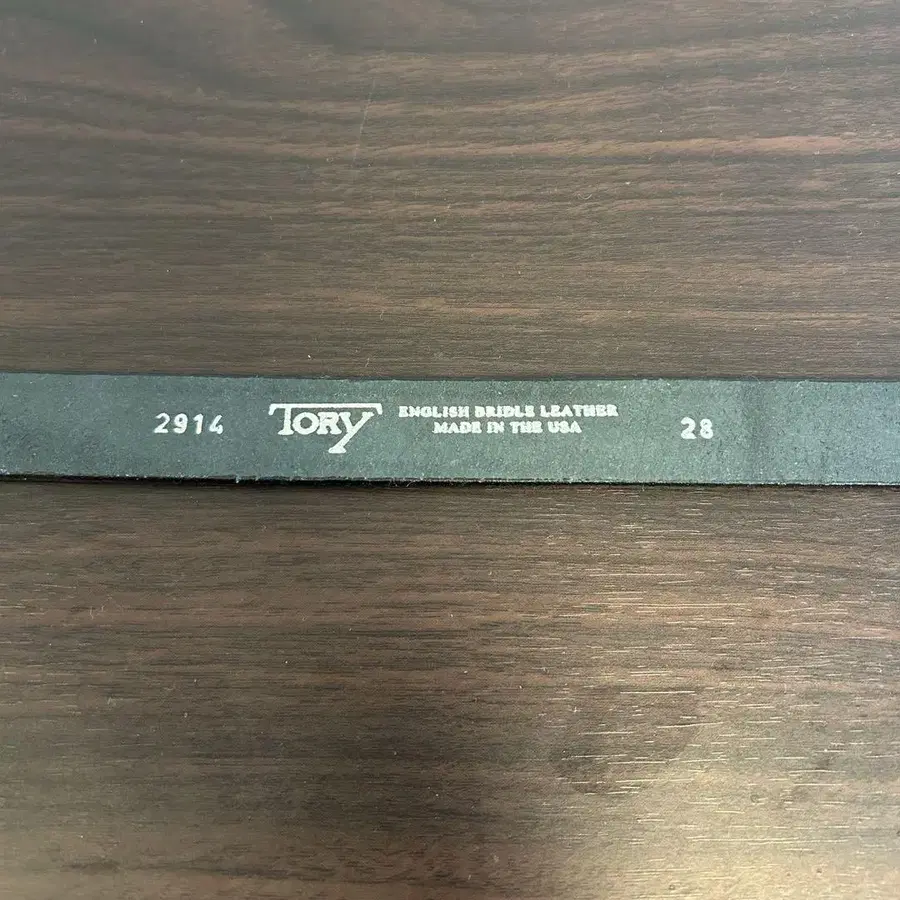 2914
TORY
ENGLISH BRIDLE LEATHER
MADE IN THE USA
28